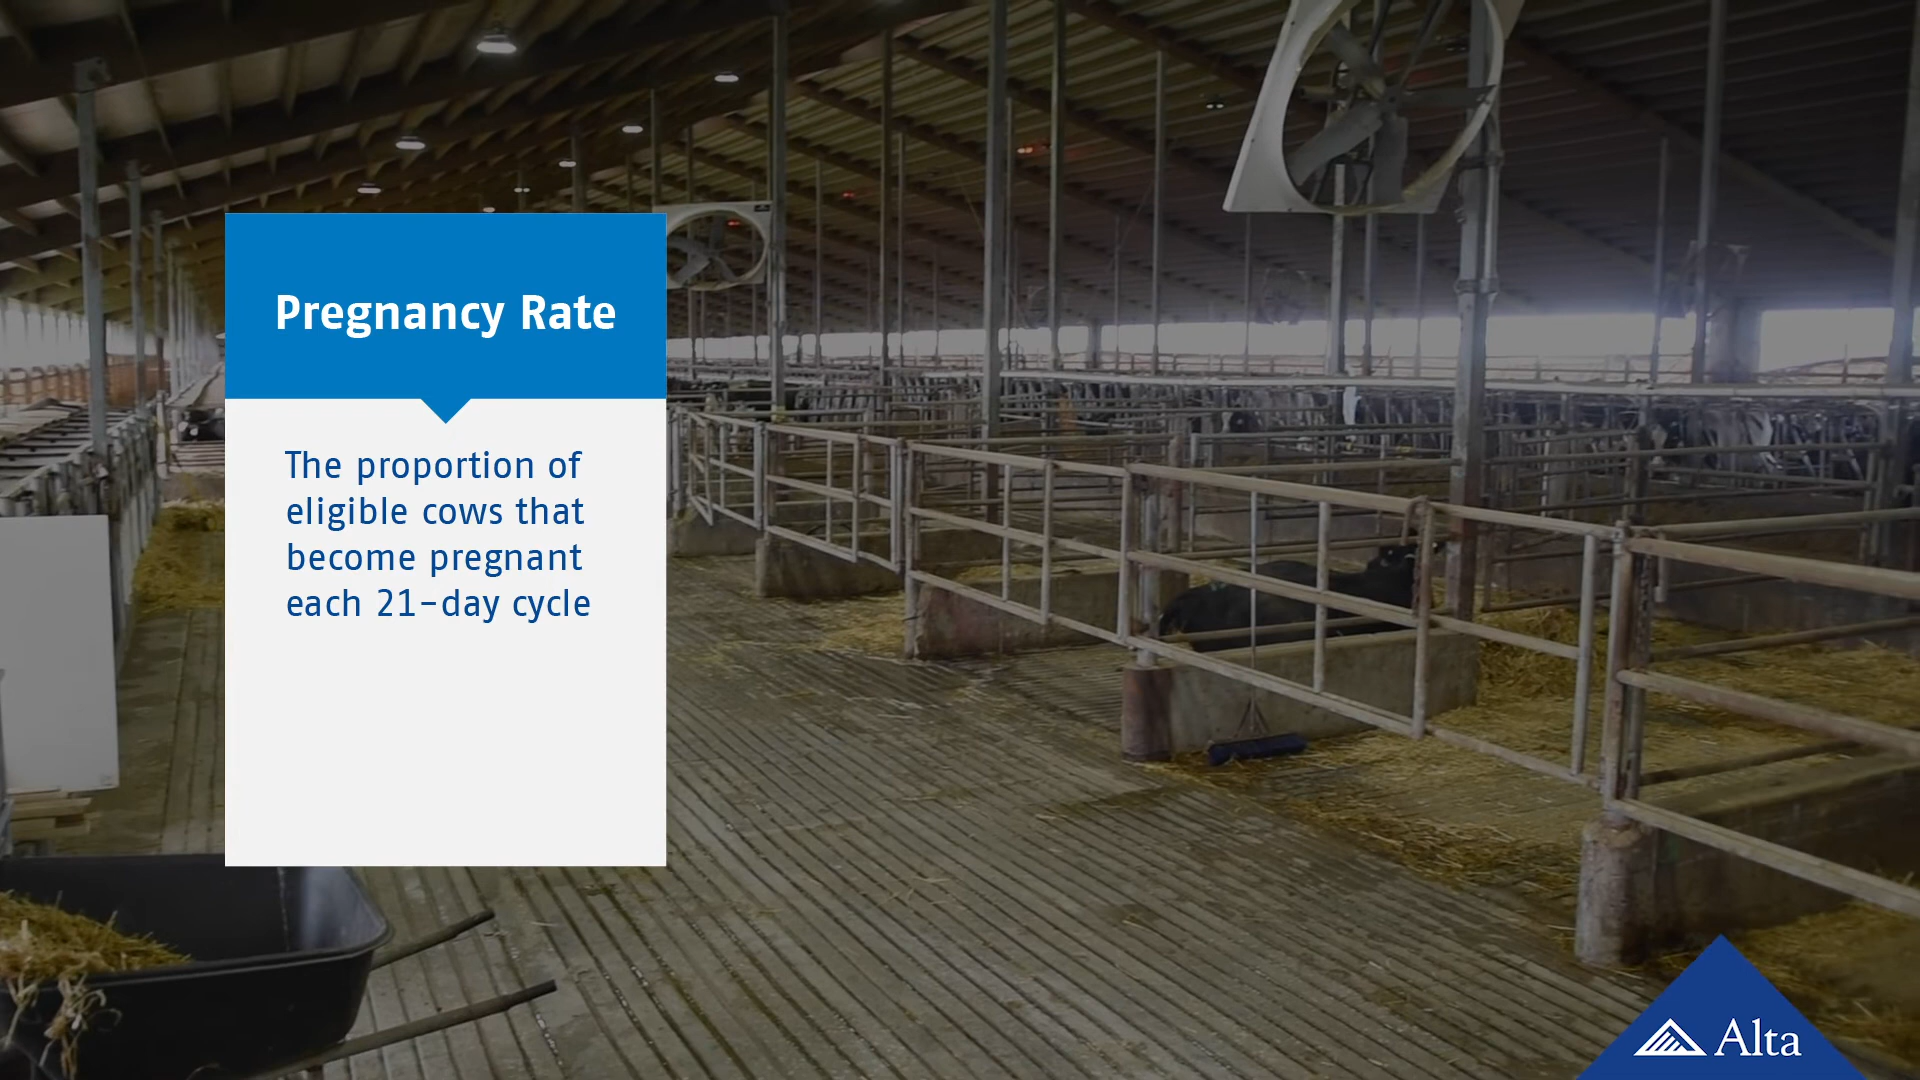 Pregnancy Rate
The proportion of
eligible cows that
become pregnant
each 21-day cycle
Alta